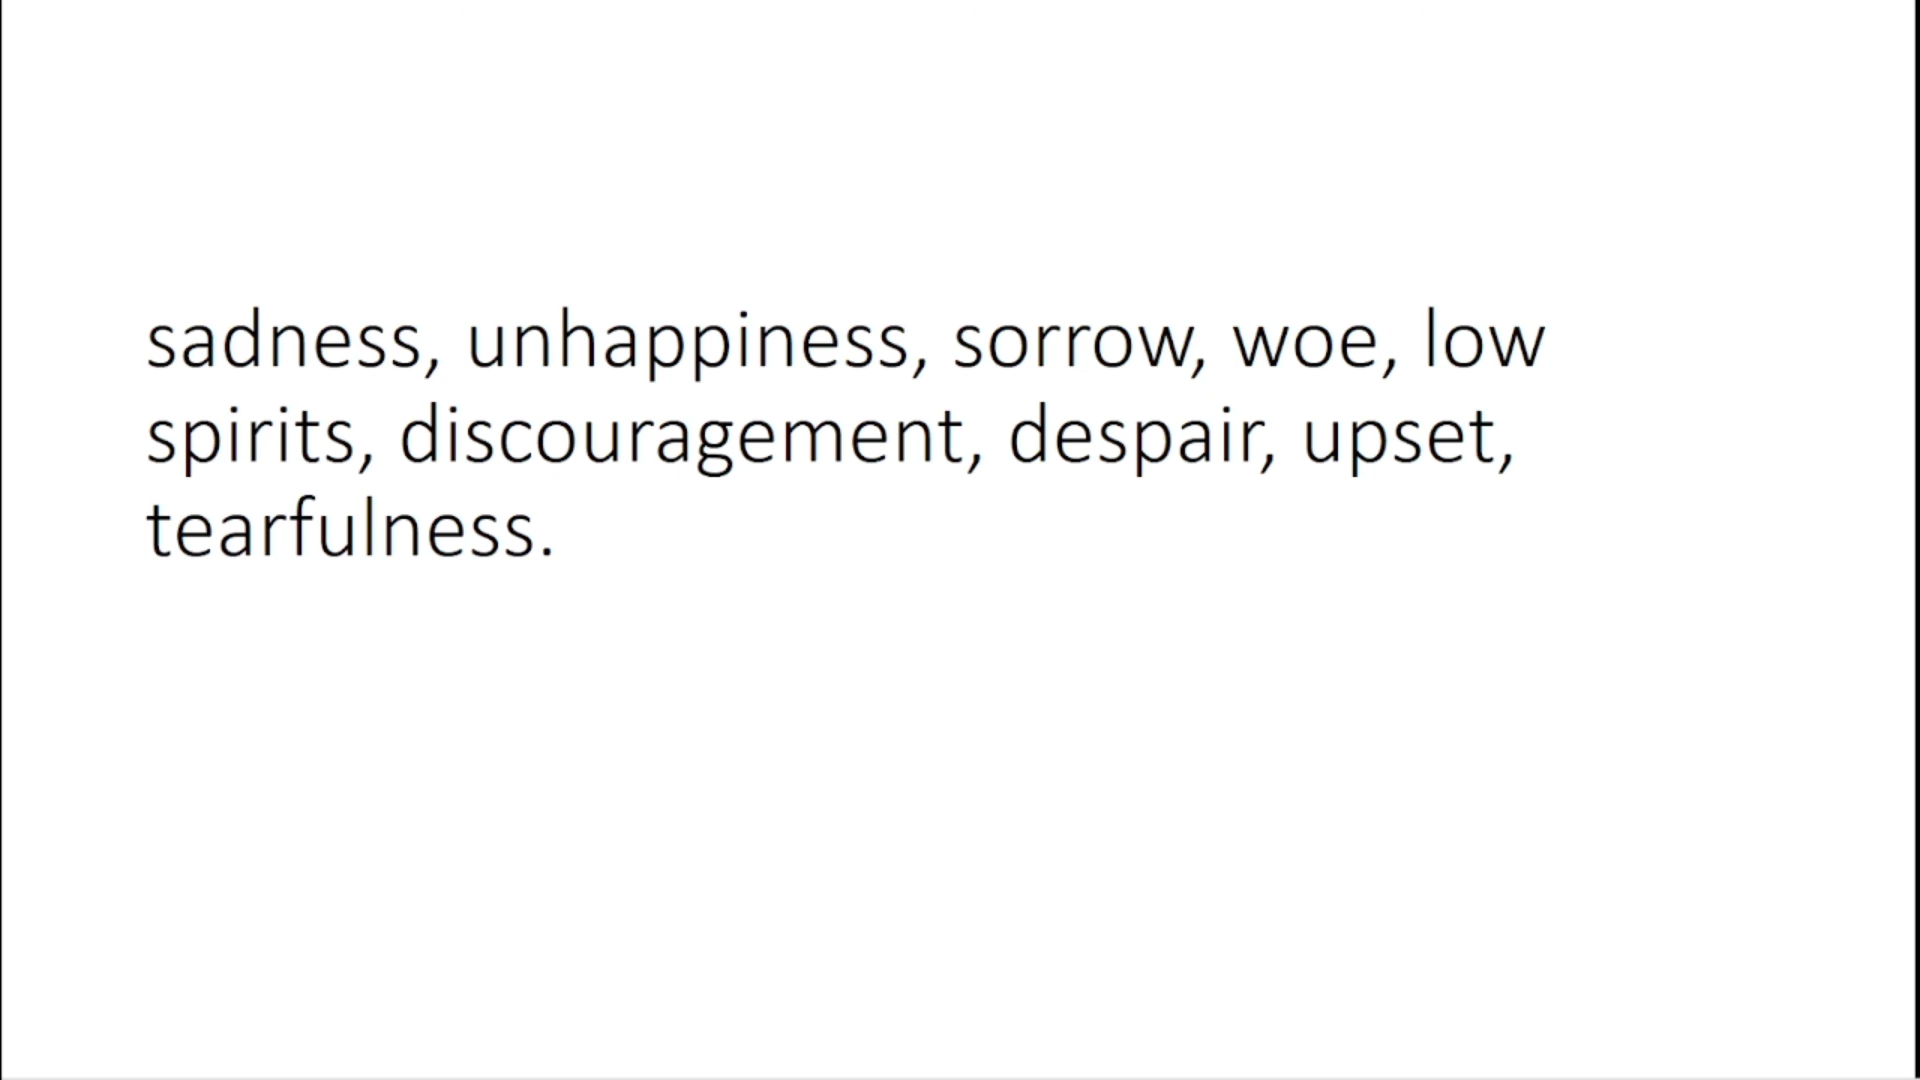 sadness, unhappiness, sorrow, woe, low
spirits, discouragement, despair, upset,
tearfulness.